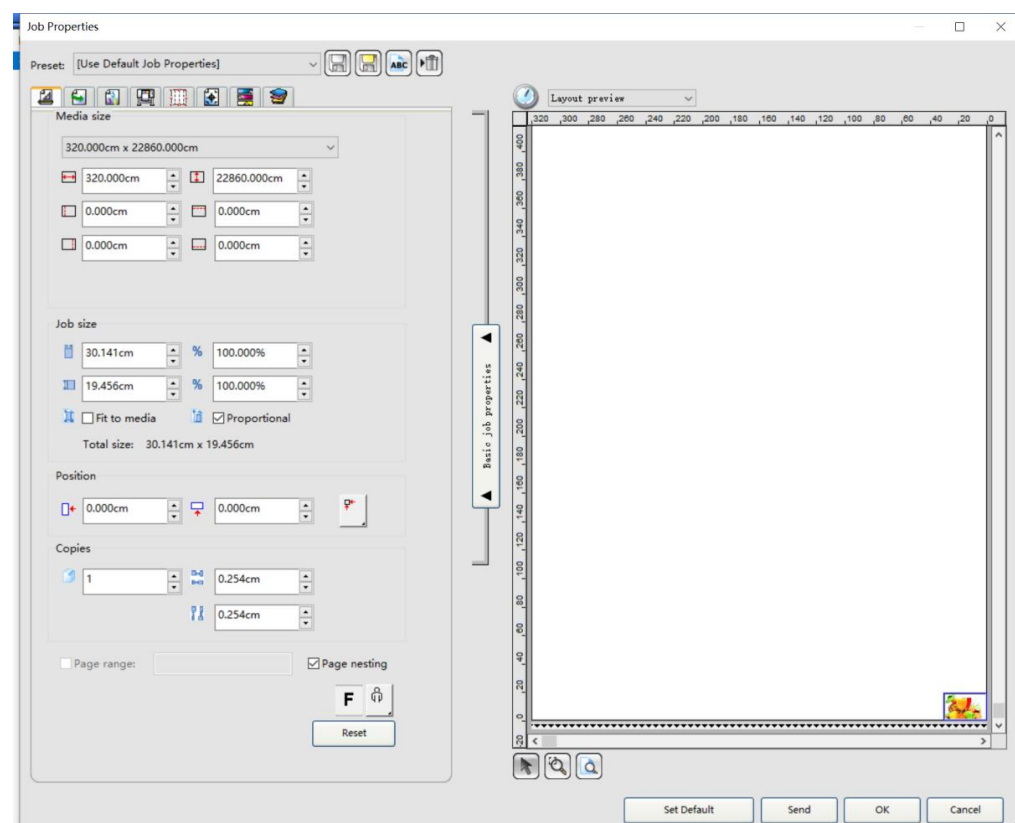 Job Properties
Preset: [Use Default Job Properties]
ABC
Media size
320.000cm x 22860.000cm
320.000cm 22860.000cm
0.000cm 0.000cm
0.000cm 0.000cm
Job size
30.141cm % 100.000%
19.456cm % 100.000%
Fit to media Proportional
Total size: 30.141cm x 19.456cm
Position
0.000cm 0.000cm
Copies
1 0.254cm
0.254cm
Page range: Page nesting
F
Reset
Basic job properties
Layout preview
320 300 280 260 240 220 200 180 160 140 120 100 80 60 40 20 0
400
380
360
340
320
300
280
260
240
220
200
180
160
140
120
100
80
60
40
20
0
20
Set Default Send OK Cancel